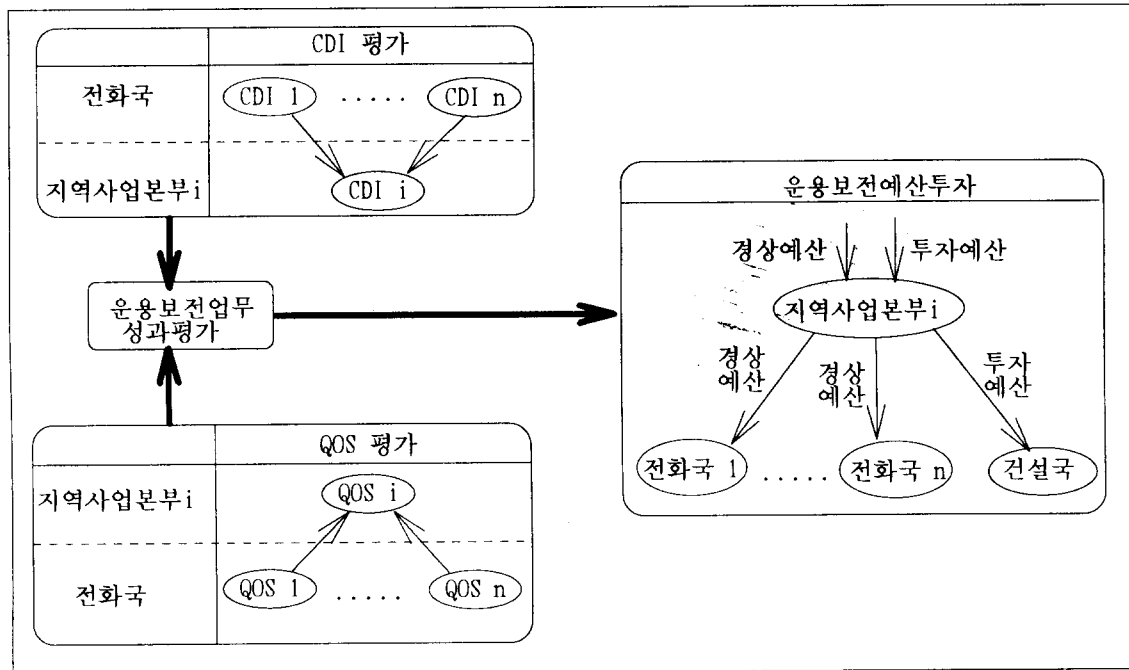 CDI 평가
전화국
CDI 1 ..... CDI n
지역사업본부i
CDI i
운용보전업무
성과평가
QOS 평가
지역사업본부i
QOS i
전화국
QOS 1 ..... QOS n
운용보전예산투자
경상예산 투자예산
지역사업본부i
경상
예산
경상
예산
투자
예산
전화국 1 ..... 전화국 n 건설국